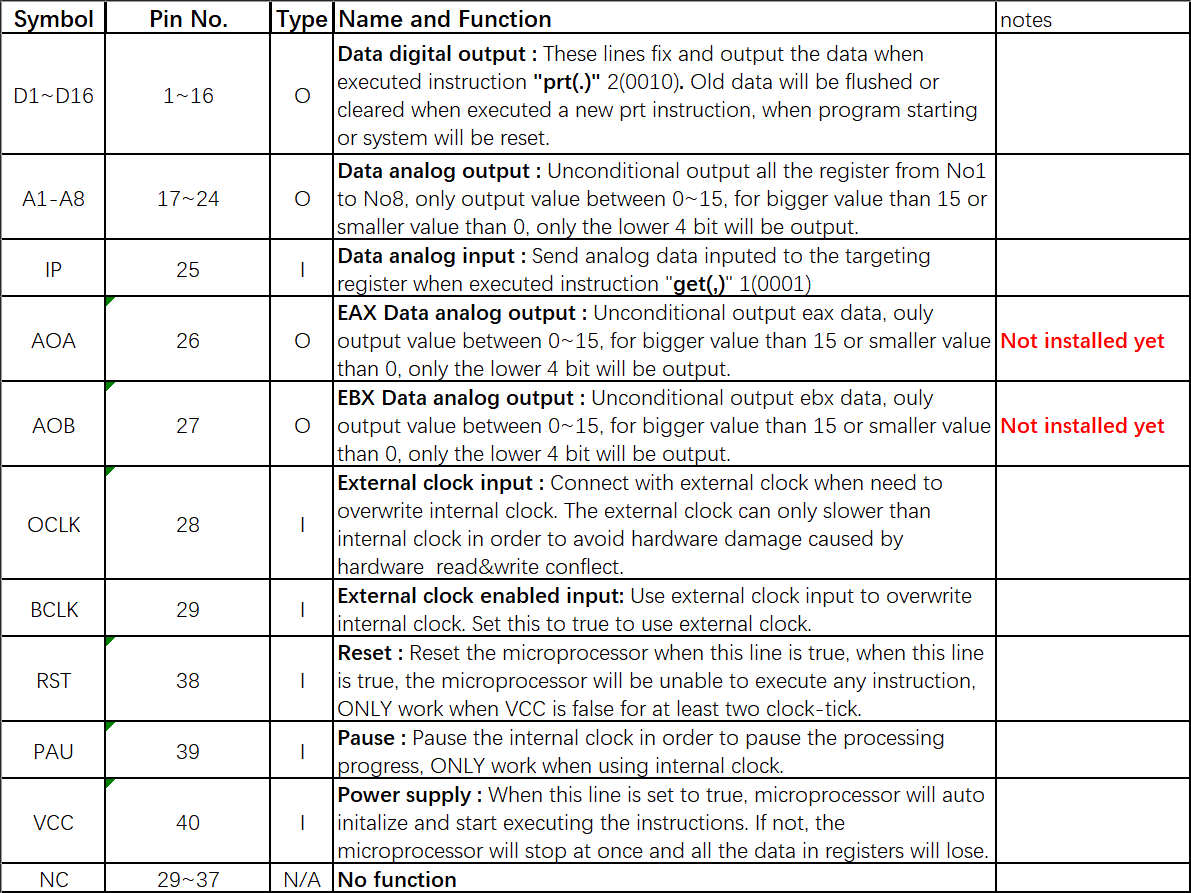 Symbol Pin No. Type Name and Function notes
D1~D16 1~16 O Data digital output : These lines fix and output the data when
executed instruction "prt(.)" 2(0010). Old data will be flushed or
cleared when executed a new prt instruction, when program starting
or system will be reset.
A1-A8 17~24 O Data analog output : Unconditional output all the register from No1
to No8, only output value between 0~15, for bigger value than 15 or
smaller value than 0, only the lower 4 bit will be output.
IP 25 I Data analog input : Send analog data inputed to the targeting
register when executed instruction "get(,)" 1(0001)
AOA 26 O EAX Data analog output : Unconditional output eax data, ouly
output value between 0~15, for bigger value than 15 or smaller value
than 0, only the lower 4 bit will be output.
Not installed yet
AOB 27 O EBX Data analog output : Unconditional output ebx data, ouly
output value between 0~15, for bigger value than 15 or smaller value
than 0, only the lower 4 bit will be output.
Not installed yet
OCLK 28 I External clock input : Connect with external clock when need to
overwrite internal clock. The external clock can only slower than
internal clock in order to avoid hardware damage caused by
hardware read&write conflect.
BCLK 29 I External clock enabled input: Use external clock input to overwrite
internal clock. Set this to true to use external clock.
RST 38 I Reset : Reset the microprocessor when this line is true, when this line
is true, the microprocessor will be unable to execute any instruction,
ONLY work when VCC is false for at least two clock-tick.
PAU 39 I Pause : Pause the internal clock in order to pause the processing
progress, ONLY work when using internal clock.
VCC 40 I Power supply : When this line is set to true, microprocessor will auto
initalize and start executing the instructions. If not, the
microprocessor will stop at once and all the data in registers will lose.
NC 29~37 N/A No function